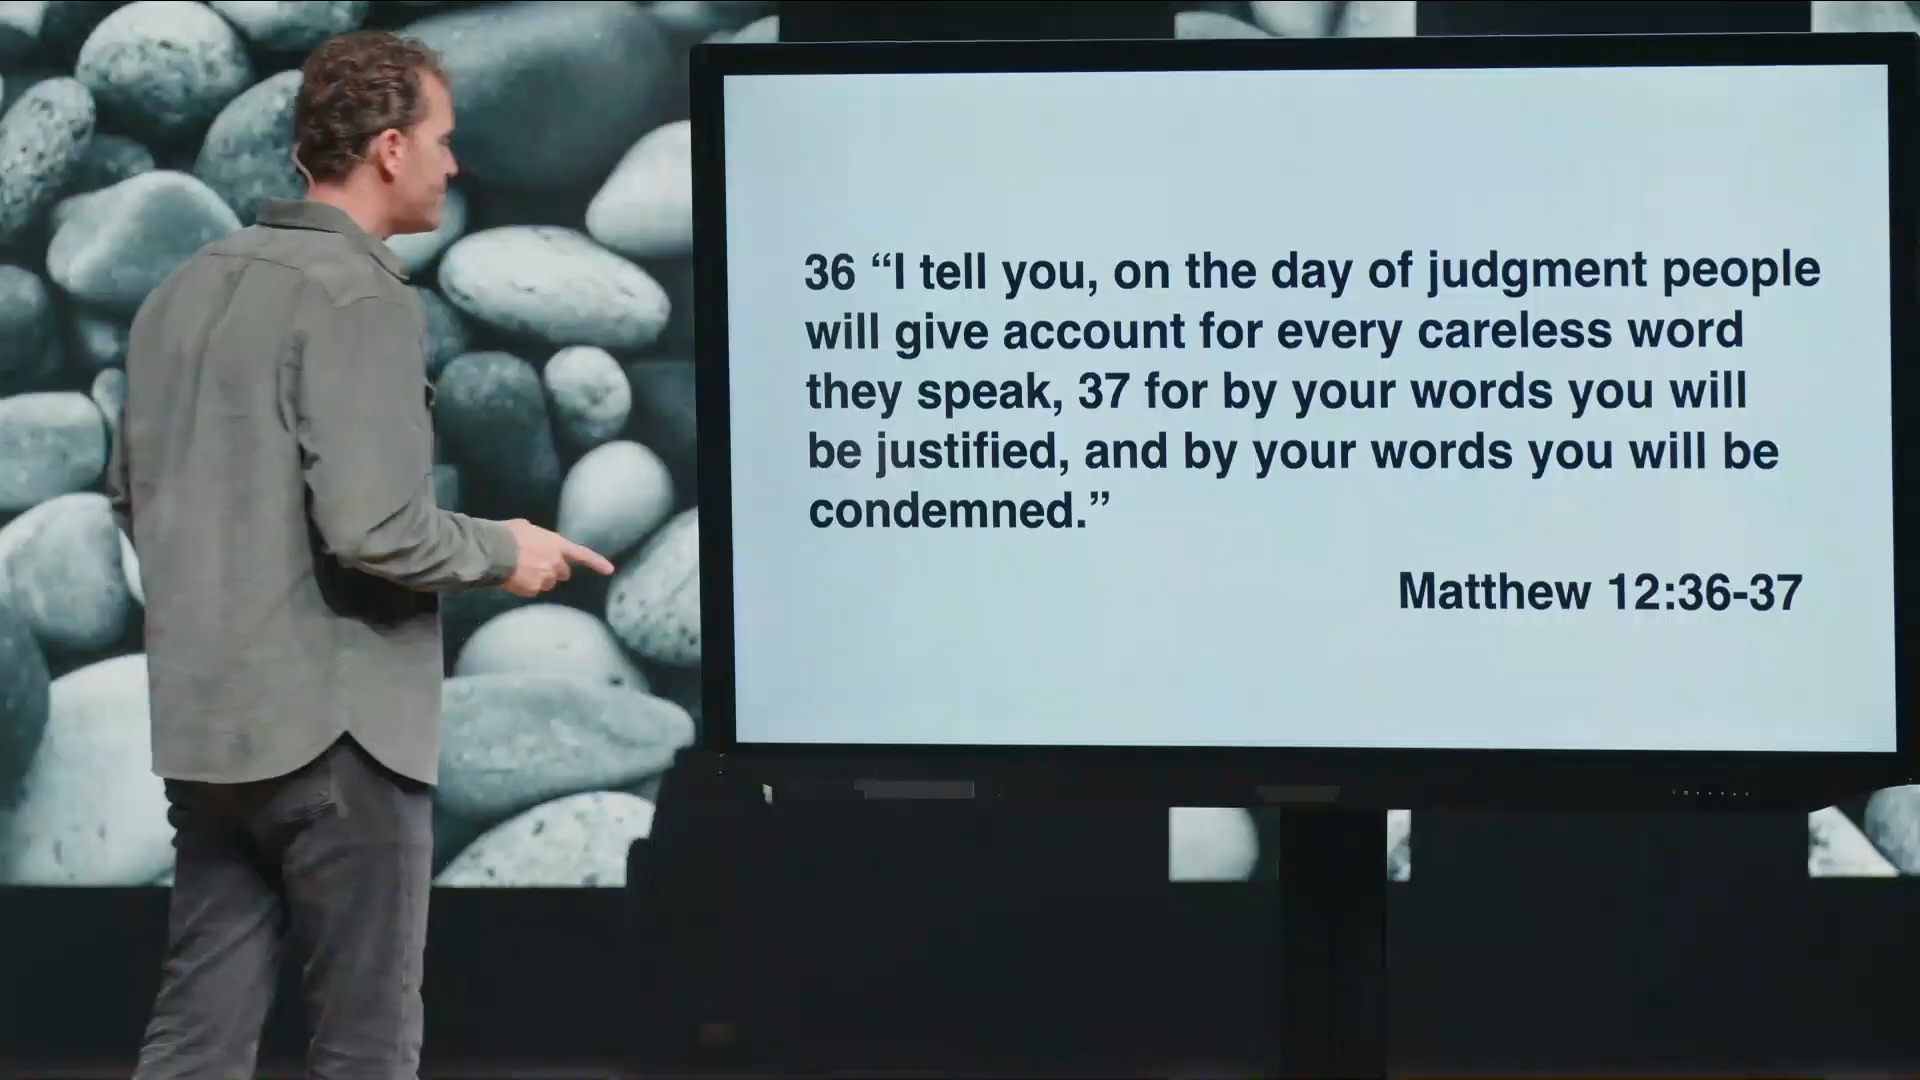 36 “I tell you, on the day of judgment people
will give account for every careless word
they speak, 37 for by your words you will
be justified, and by your words you will be
condemned.”
Matthew 12:36-37